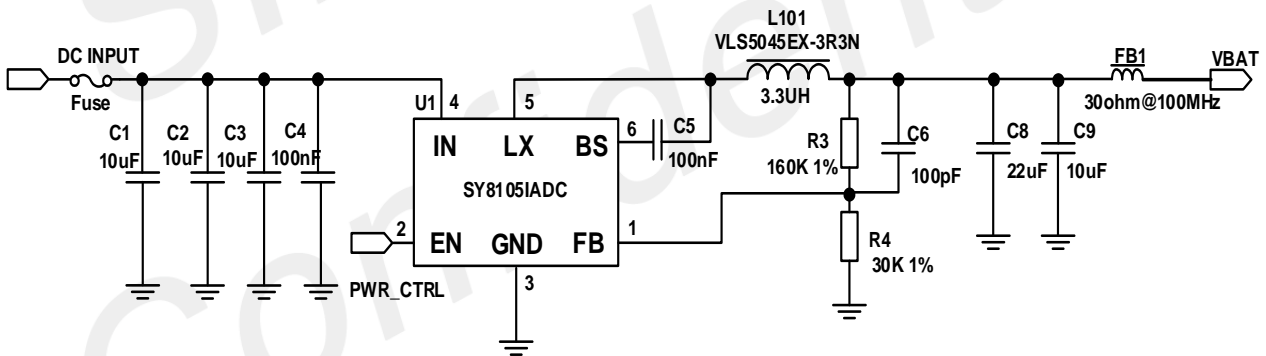 L101
VLS5045EX-3R3N
3.3UH
DC INPUT
Fuse
FB1
VBAT
30ohm@100MHz
C1
10uF
C2
10uF
C3
10uF
C4
100nF
U1
4
5
6
IN
LX
BS
SY8105IADC
2
EN
GND
FB
1
3
PWR_CTRL
C5
100nF
R3
160K 1%
C6
100pF
C8
22uF
C9
10uF
R4
30K 1%